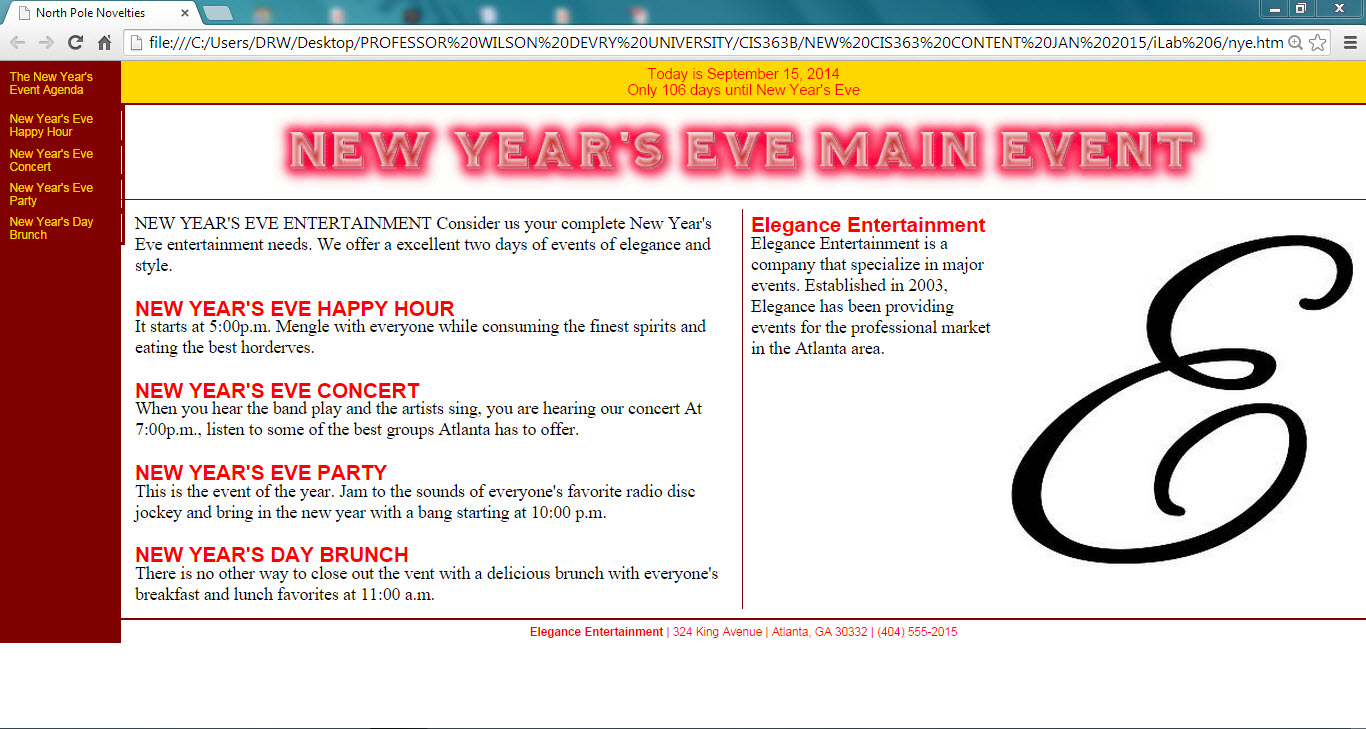 North Pole Novelties
file:///C:/Users/DRW/Desktop/PROFESSOR%20WILSON%20DEVRY%20UNIVERSITY/CIS363B/NEW%20CIS363%20CONTENT%20JAN%202015/iLab%206/nye.htm
The New Year's
Event Agenda
New Year's Eve
Happy Hour
New Year's Eve
Concert
New Year's Eve
Party
New Year's Day
Brunch
Today is September 15, 2014
Only 106 days until New Year's Eve
NEW YEAR'S EVE MAIN EVENT
NEW YEAR'S EVE ENTERTAINMENT Consider us your complete New Year's
Eve entertainment needs. We offer a excellent two days of events of elegance and
style.
NEW YEAR'S EVE HAPPY HOUR
It starts at 5:00p.m. Mengle with everyone while consuming the finest spirits and
eating the best horderves.
NEW YEAR'S EVE CONCERT
When you hear the band play and the artists sing, you are hearing our concert At
7:00p.m., listen to some of the best groups Atlanta has to offer.
NEW YEAR'S EVE PARTY
This is the event of the year. Jam to the sounds of everyone's favorite radio disc
jockey and bring in the new year with a bang starting at 10:00 p.m.
NEW YEAR'S DAY BRUNCH
There is no other way to close out the vent with a delicious brunch with everyone's
breakfast and lunch favorites at 11:00 a.m.
Elegance Entertainment
Elegance Entertainment is a
company that specialize in major
events. Established in 2003,
Elegance has been providing
events for the professional market
in the Atlanta area.
E
Elegance Entertainment | 324 King Avenue | Atlanta, GA 30332 | (404) 555-2015